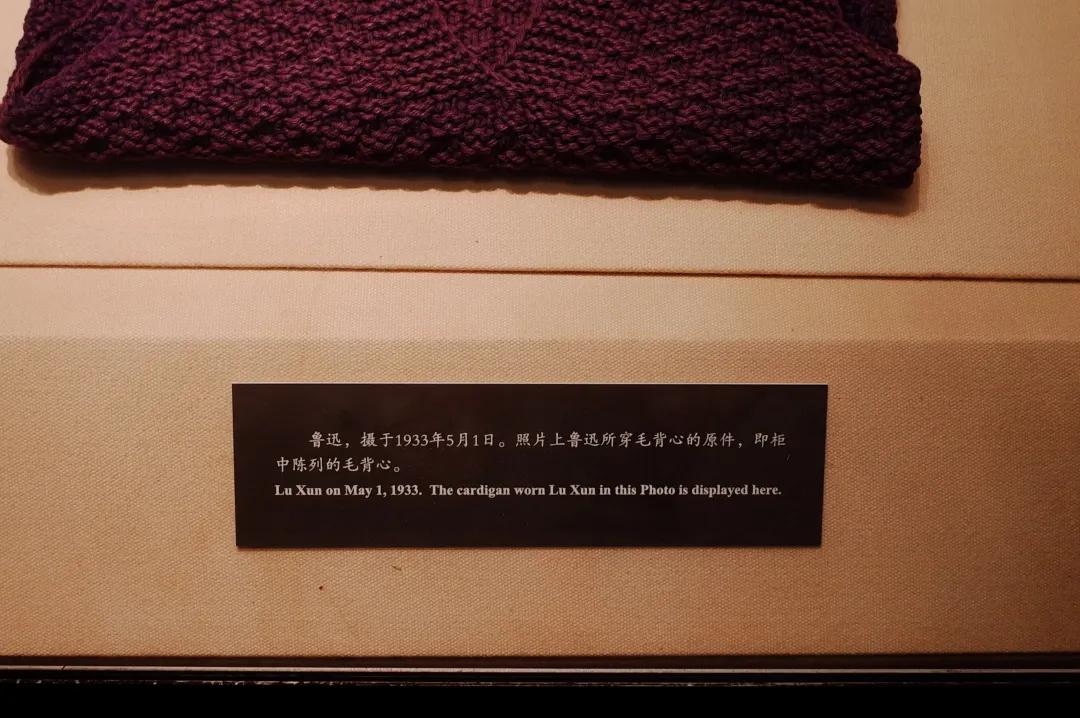 鲁迅，摄于1933年5月1日。照片上鲁迅所穿毛背心的原件，即柜
中陈列的毛背心。
Lu Xun on May 1, 1933. The cardigan worn Lu Xun in this Photo is displayed here.